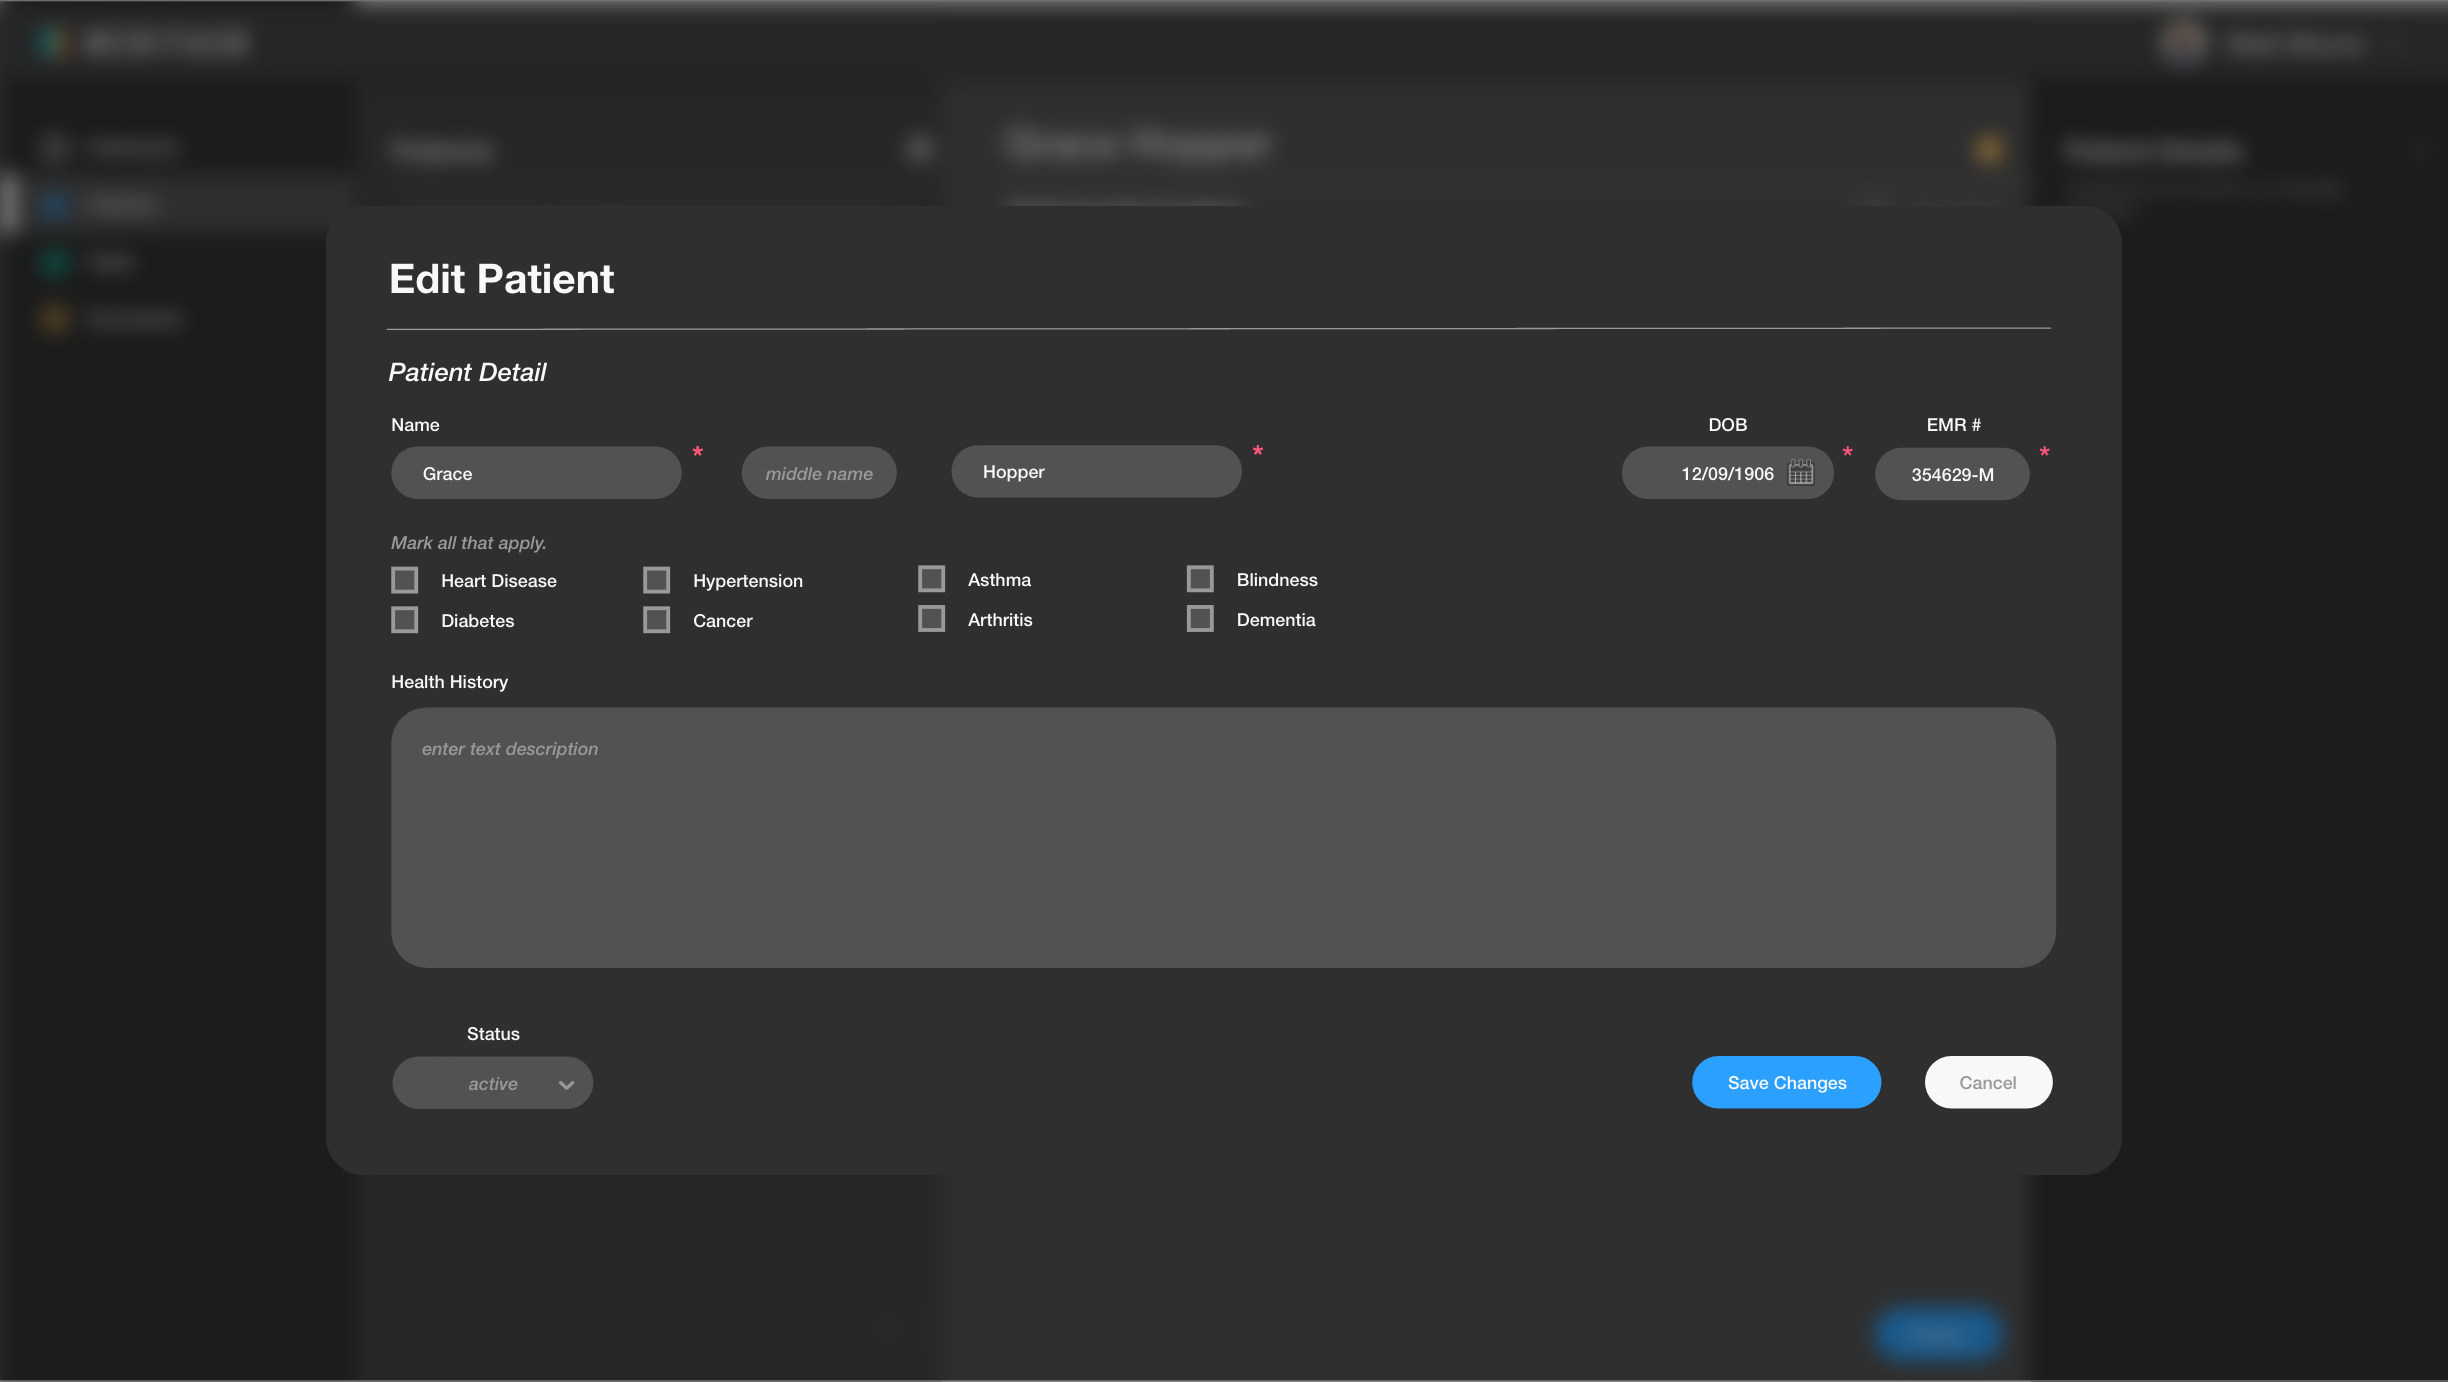 Grace Hopper
Edit Patient
Patient Detail
Name
DOB
EMR #
Grace
*
middle name
Hopper
*
12/09/1906
*
354629-M
*
Mark all that apply.
Heart Disease
Hypertension
Asthma
Blindness
Diabetes
Cancer
Arthritis
Dementia
Health History
enter text description
Status
active
Save Changes
Cancel